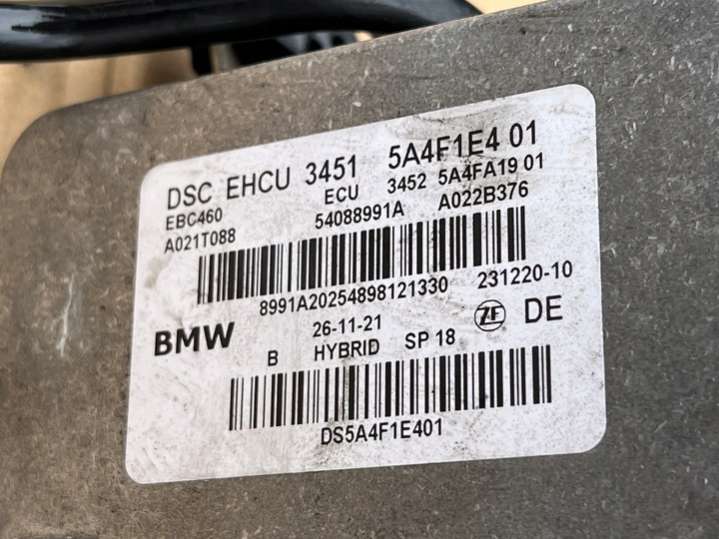 DSC EHCU 3451 5A4F1E4 01
EBC460 ECU 3452 5A4FA19 01
A021T088 54088991A A022B376
8991A20254898121330 231220-10
BMW 26-11-21 ZF DE
B HYBRID SP 18
DS5A4F1E401